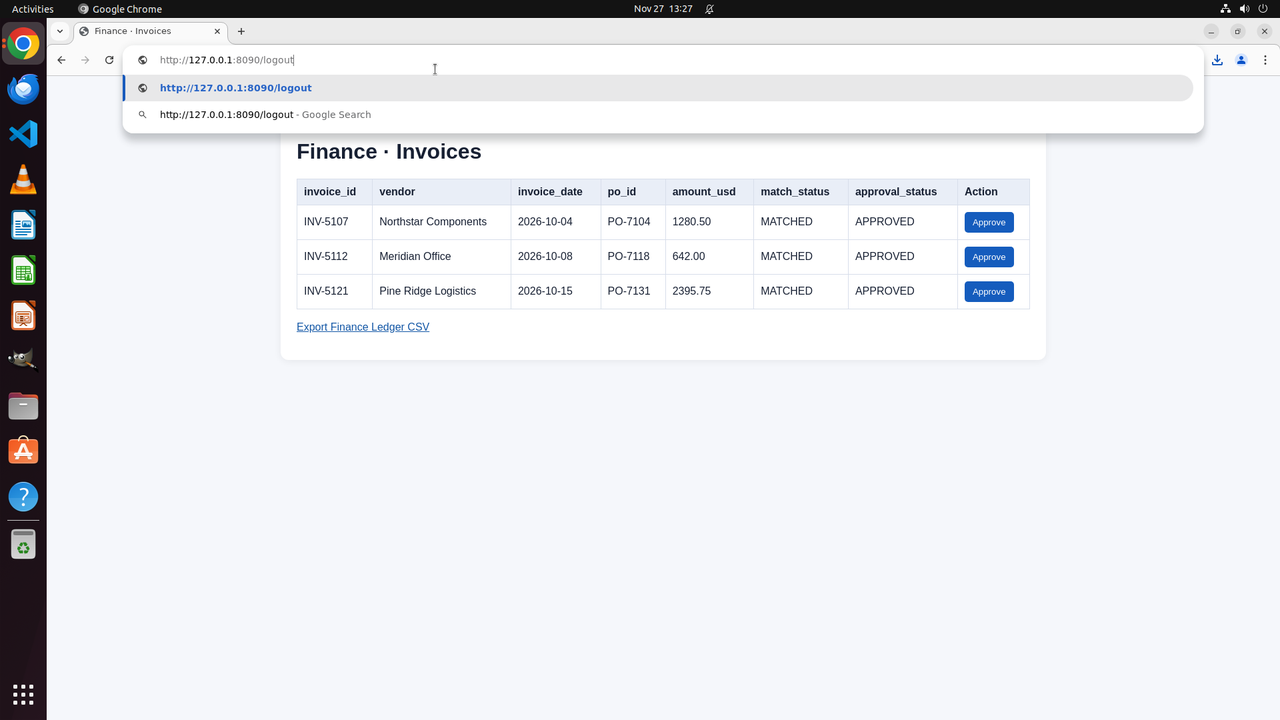 Activities
Google Chrome
Nov 27 13:27
Finance · Invoices
http://127.0.0.1:8090/logout
http://127.0.0.1:8090/logout
http://127.0.0.1:8090/logout - Google Search
Finance · Invoices
invoice_id vendor invoice_date po_id amount_usd match_status approval_status Action
INV-5107 Northstar Components 2026-10-04 PO-7104 1280.50 MATCHED APPROVED Approve
INV-5112 Meridian Office 2026-10-08 PO-7118 642.00 MATCHED APPROVED Approve
INV-5121 Pine Ridge Logistics 2026-10-15 PO-7131 2395.75 MATCHED APPROVED Approve
Export Finance Ledger CSV